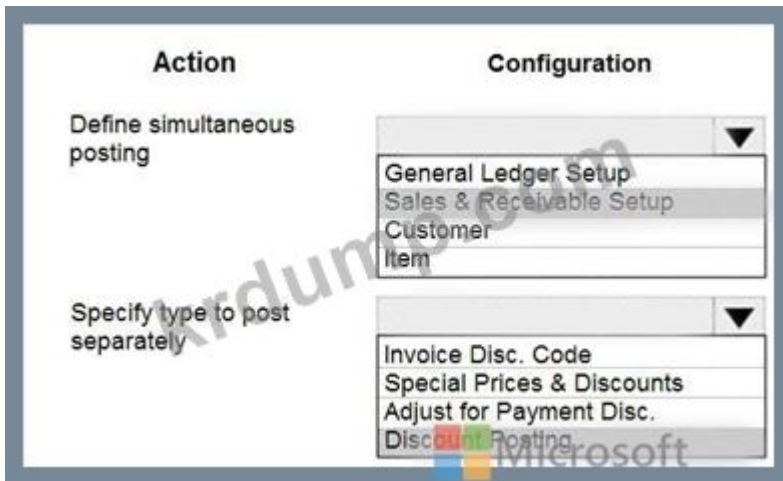 Action
Configuration
Define simultaneous
posting
General Ledger Setup
Sales & Receivable Setup
Customer
Item
Specify type to post
separately
Invoice Disc. Code
Special Prices & Discounts
Adjust for Payment Disc.
Discount Posting
krdump.com
Microsoft